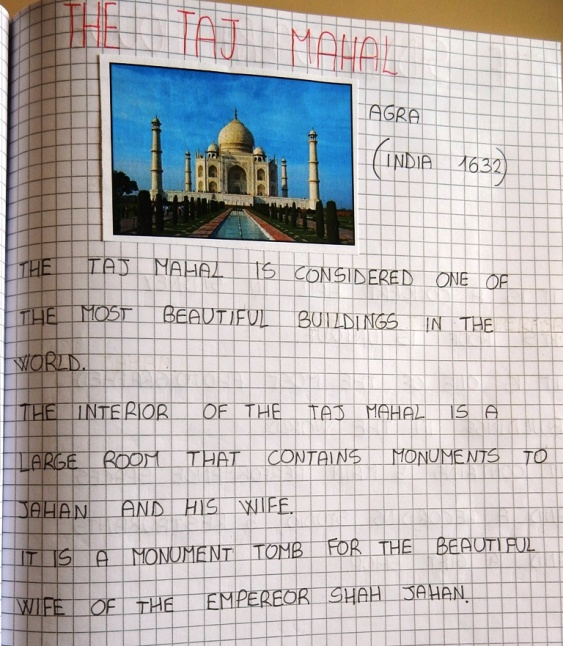 THE TAJ MAHAL
AGRA
(INDIA 1632)
THE TAJ MAHAL IS CONSIDERED ONE OF
THE MOST BEAUTIFUL BUILDINGS IN THE
WORLD.
THE INTERIOR OF THE TAJ MAHAL IS A
LARGE ROOM THAT CONTAINS MONUMENTS TO
JAHAN AND HIS WIFE.
IT IS A MONUMENT TOMB FOR THE BEAUTIFUL
WIFE OF THE EMPEREOR SHAH JAHAN.